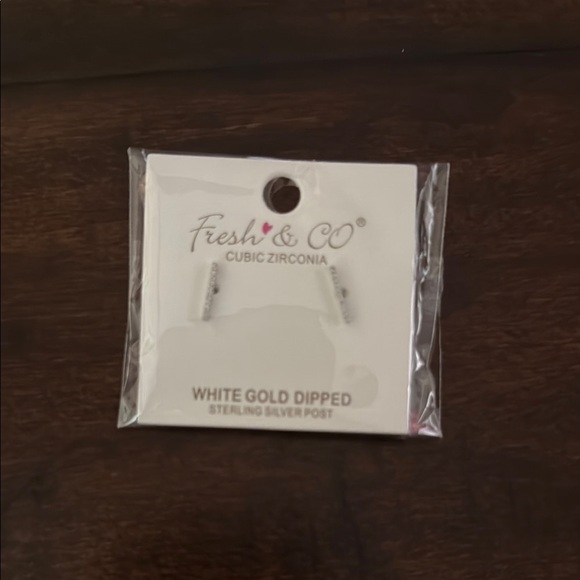 Fresh & CO®
CUBIC ZIRCONIA
WHITE GOLD DIPPED
STERLING SILVER POST